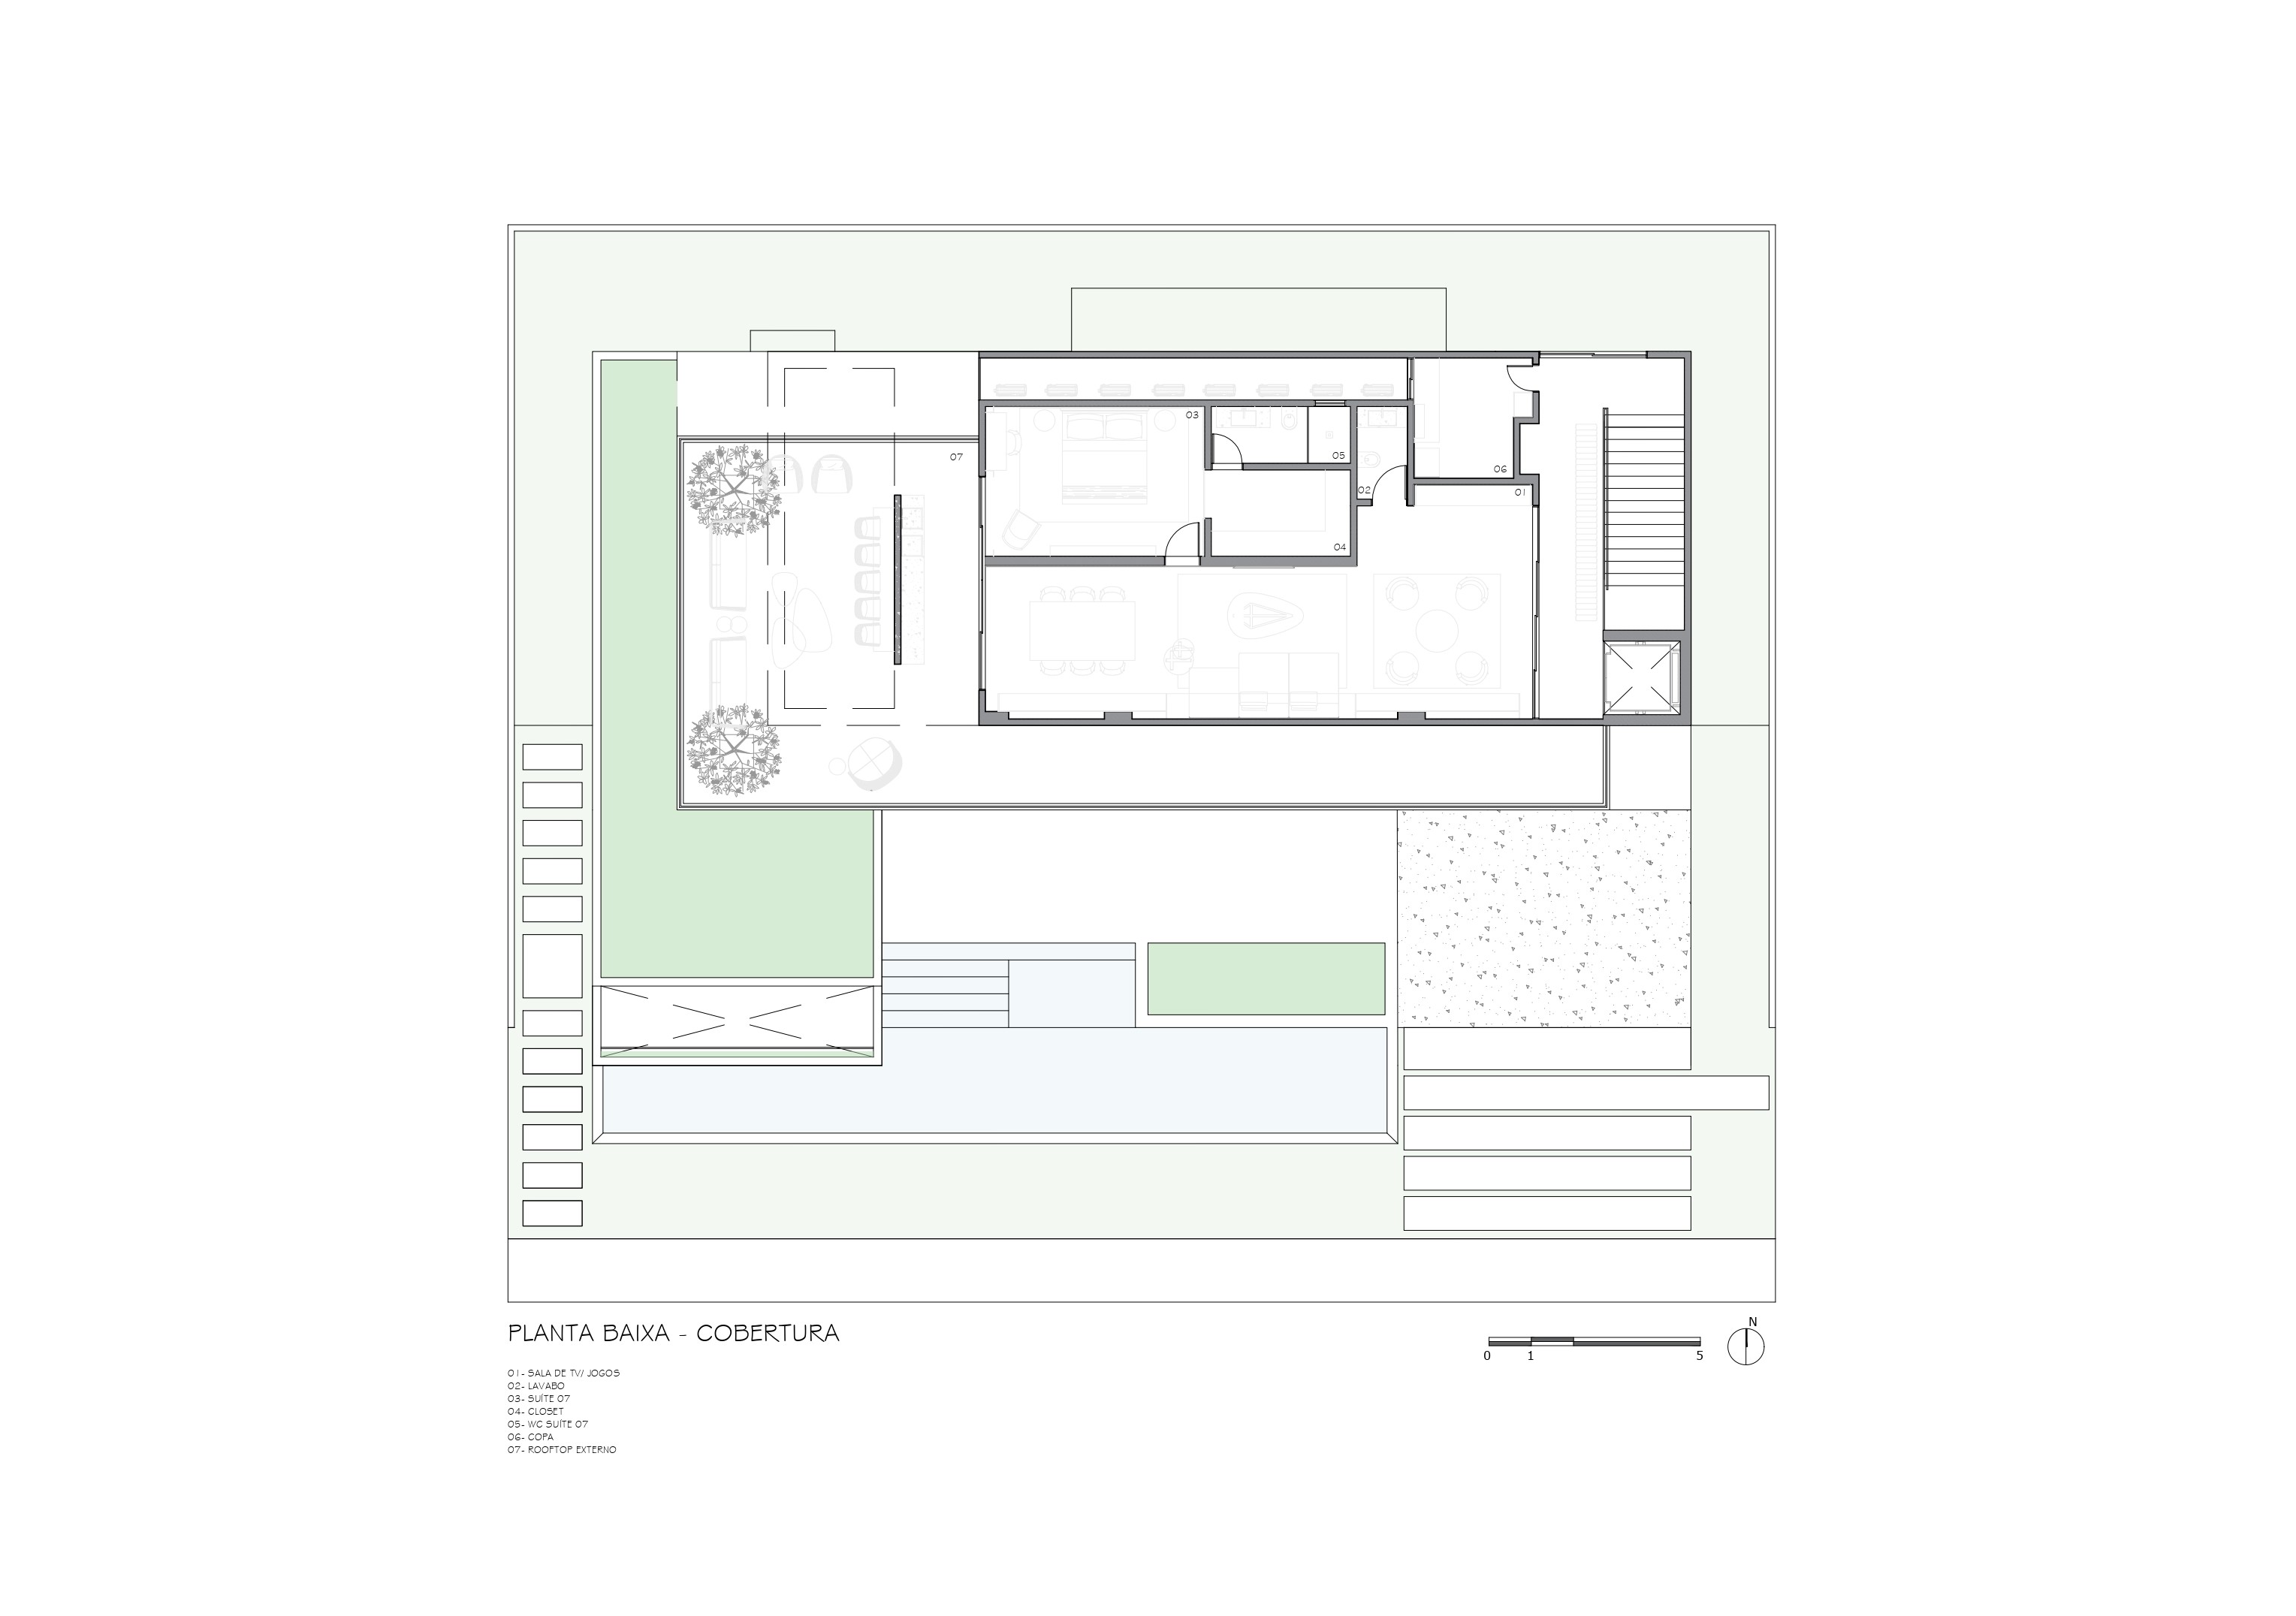 03
05
07
06
02
01
04
PLANTA BAIXA - COBERTURA
N
0 1 5
01- SALA DE TV/ JOGOS
02- LAVABO
03- SUÍTE 07
04- CLOSET
05- WC SUÍTE 07
06- COPA
07- ROOFTOP EXTERNO